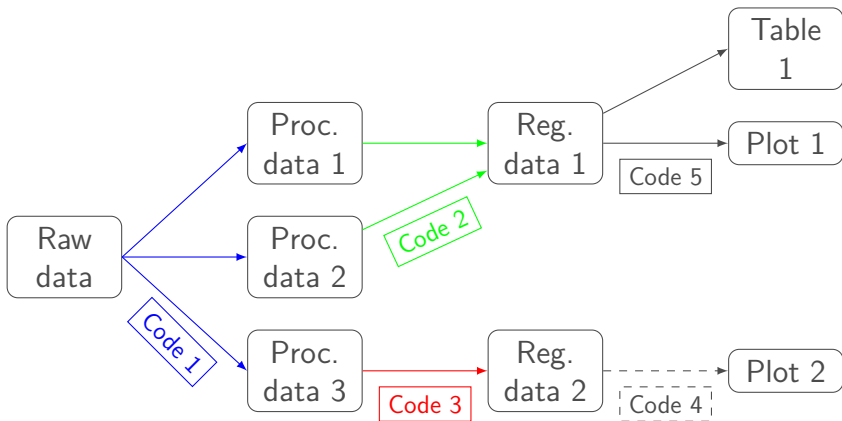 Table
1
Proc.
data 1
Reg.
data 1
Plot 1
Code 5
Raw
data
Proc.
data 2
Code 2
Code 1
Proc.
data 3
Code 3
Reg.
data 2
Code 4
Plot 2